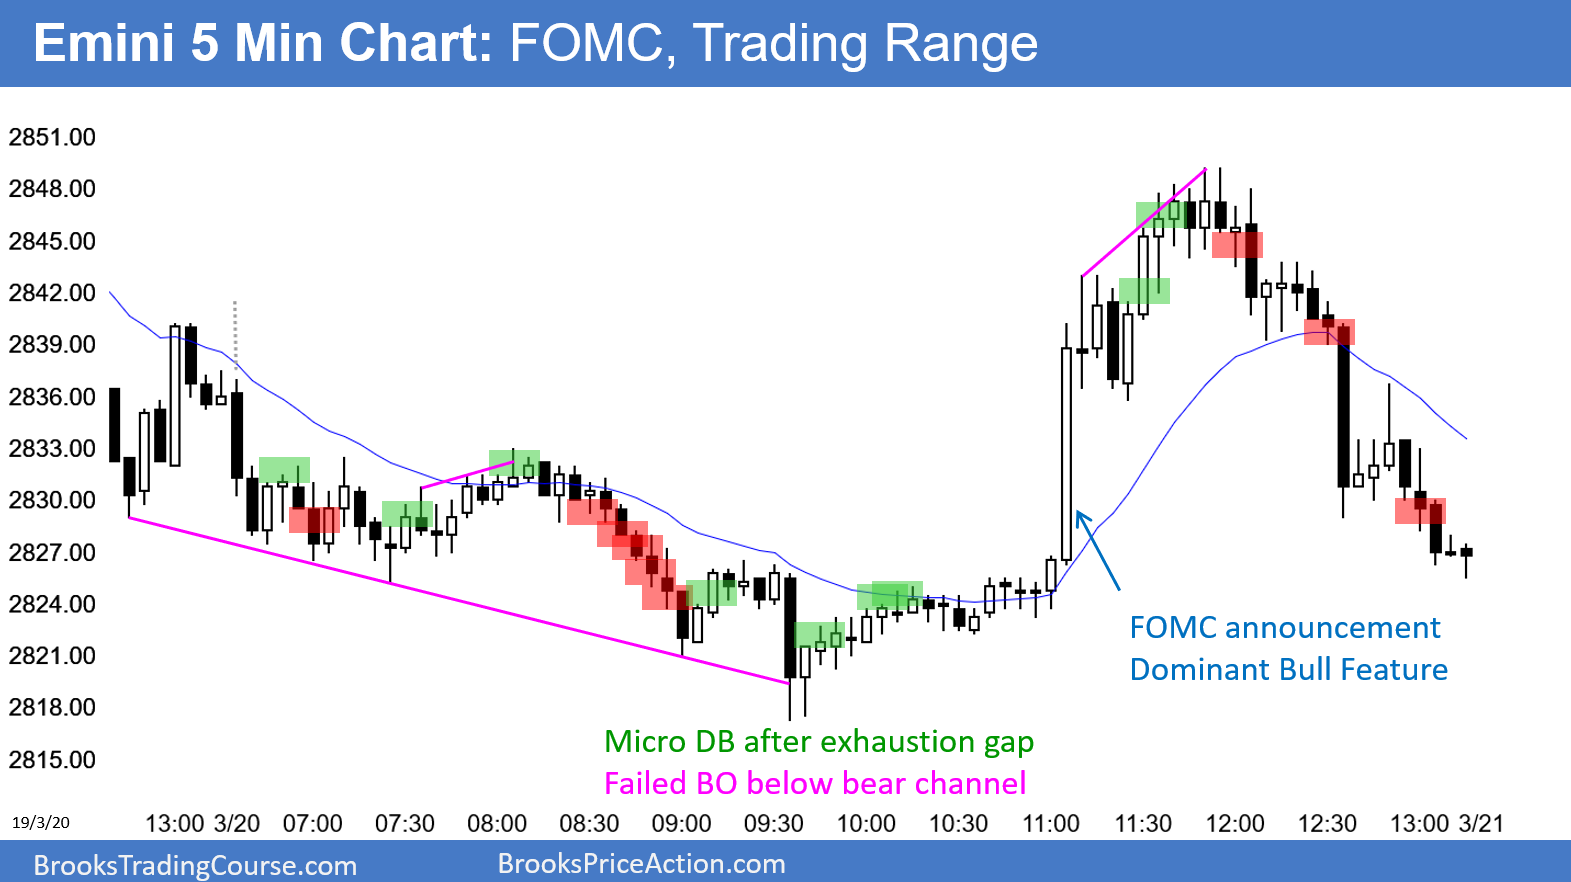 Emini 5 Min Chart: FOMC, Trading Range
2851.00
2848.00
2845.00
2842.00
2839.00
2836.00
2833.00
2830.00
2827.00
2824.00
2821.00
2818.00
2815.00
FOMC announcement
Dominant Bull Feature
Micro DB after exhaustion gap
Failed BO below bear channel
19/3/20 13:00 3/20 07:00 07:30 08:00 08:30 09:00 09:30 10:00 10:30 11:00 11:30 12:00 12:30 13:00 3/21
BrooksTradingCourse.com BrooksPriceAction.com